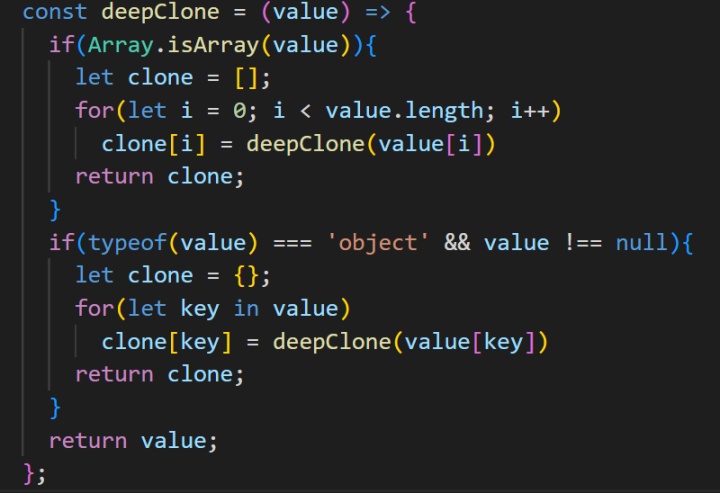 const deepClone = (value) => {
  if(Array.isArray(value)){
    let clone = [];
    for(let i = 0; i < value.length; i++)
      clone[i] = deepClone(value[i])
    return clone;
  }
  if(typeof(value) === 'object' && value !== null){
    let clone = {};
    for(let key in value)
      clone[key] = deepClone(value[key])
    return clone;
  }
  return value;
};